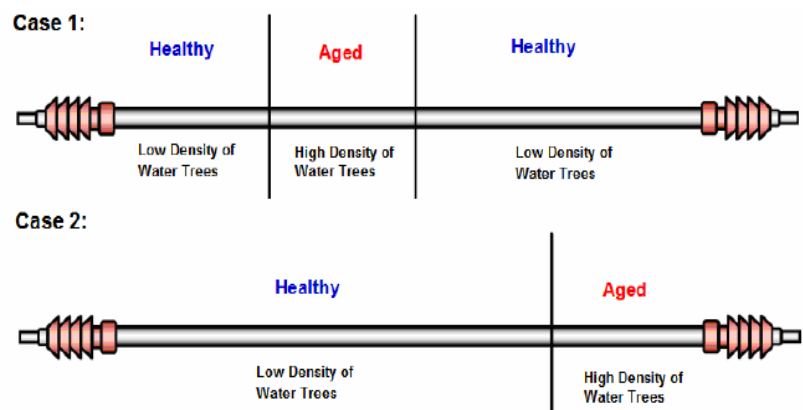 Case 1:
Healthy
Aged
Healthy
Low Density of
Water Trees
High Density of
Water Trees
Low Density of
Water Trees
Case 2:
Healthy
Aged
Low Density of
Water Trees
High Density of
Water Trees